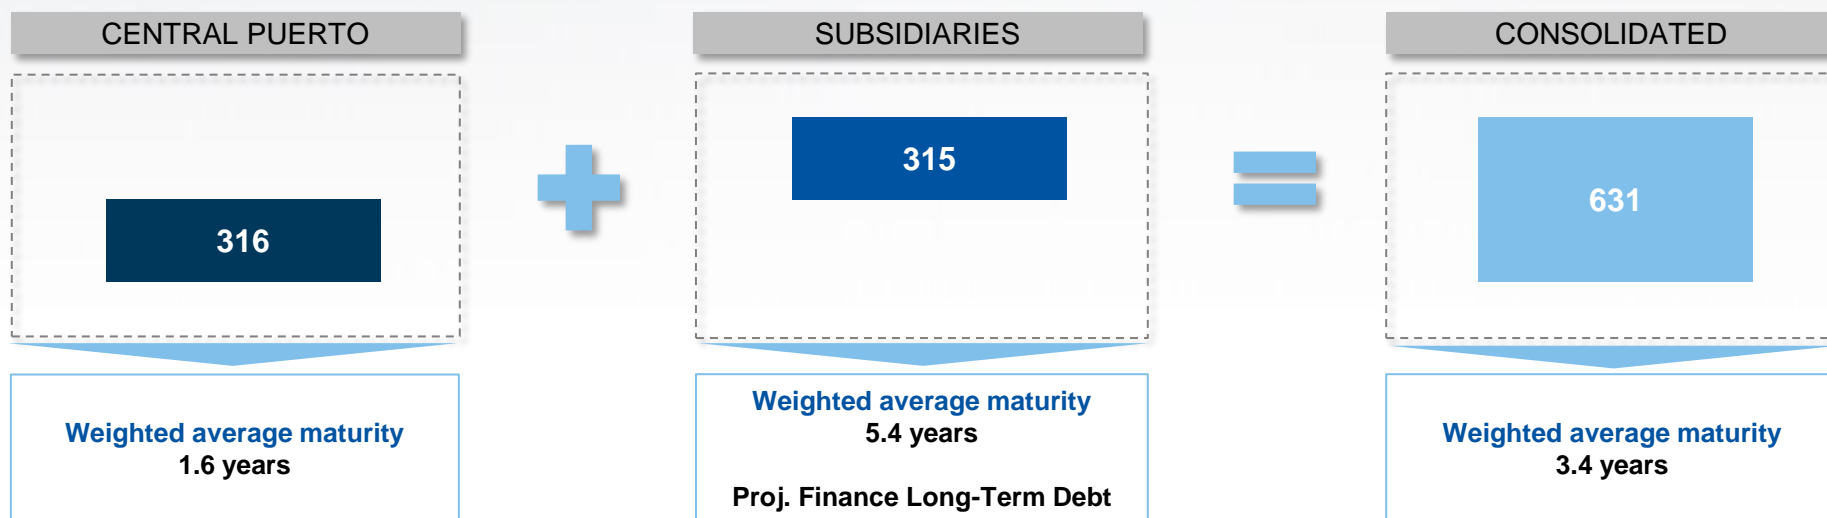 CENTRAL PUERTO
SUBSIDIARIES
CONSOLIDATED
316
315
631
Weighted average maturity
1.6 years
Weighted average maturity
5.4 years
Proj. Finance Long-Term Debt
Weighted average maturity
3.4 years